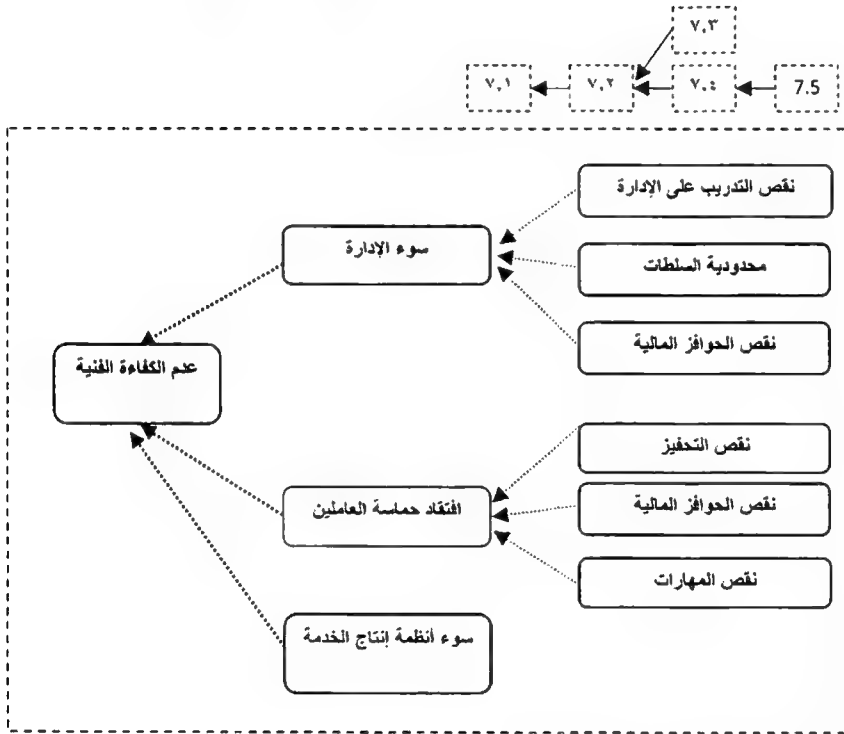 ٧,٣
7.5
٧,٤
٧,٢
٧,١
نقص التدريب على الإدارة
سوء الإدارة
محدودية السلطات
نقص الحوافز المالية
عدم الكفاءة الفنية
نقص التحفيز
افتقاد حماسة العاملين
نقص الحوافز المالية
نقص المهارات
سوء أنظمة إنتاج الخدمة